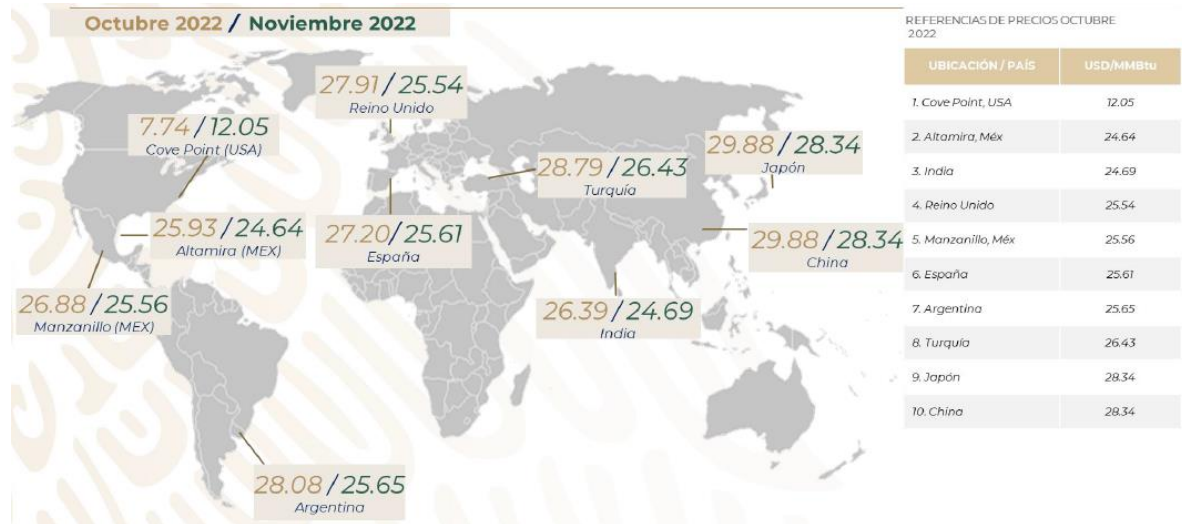 Octubre 2022 / Noviembre 2022
27.91 / 25.54
Reino Unido
7.74 / 12.05
Cove Point (USA)
29.88 / 28.34
Japón
28.79 / 26.43
Turquía
25.93 / 24.64
Altamira (MEX)
27.20 / 25.61
España
29.88 / 28.34
China
26.88 / 25.56
Manzanillo (MEX)
26.39 / 24.69
India
28.08 / 25.65
Argentina
REFERENCIAS DE PRECIOS OCTUBRE
2022
UBICACIÓN / PAÍS USD/MMBtu
1. Cove Point, USA 12.05
2. Altamira, Méx 24.64
3. India 24.69
4. Reino Unido 25.54
5. Manzanillo, Méx 25.56
6. España 25.61
7. Argentina 25.65
8. Turquía 26.43
9. Japón 28.34
10. China 28.34